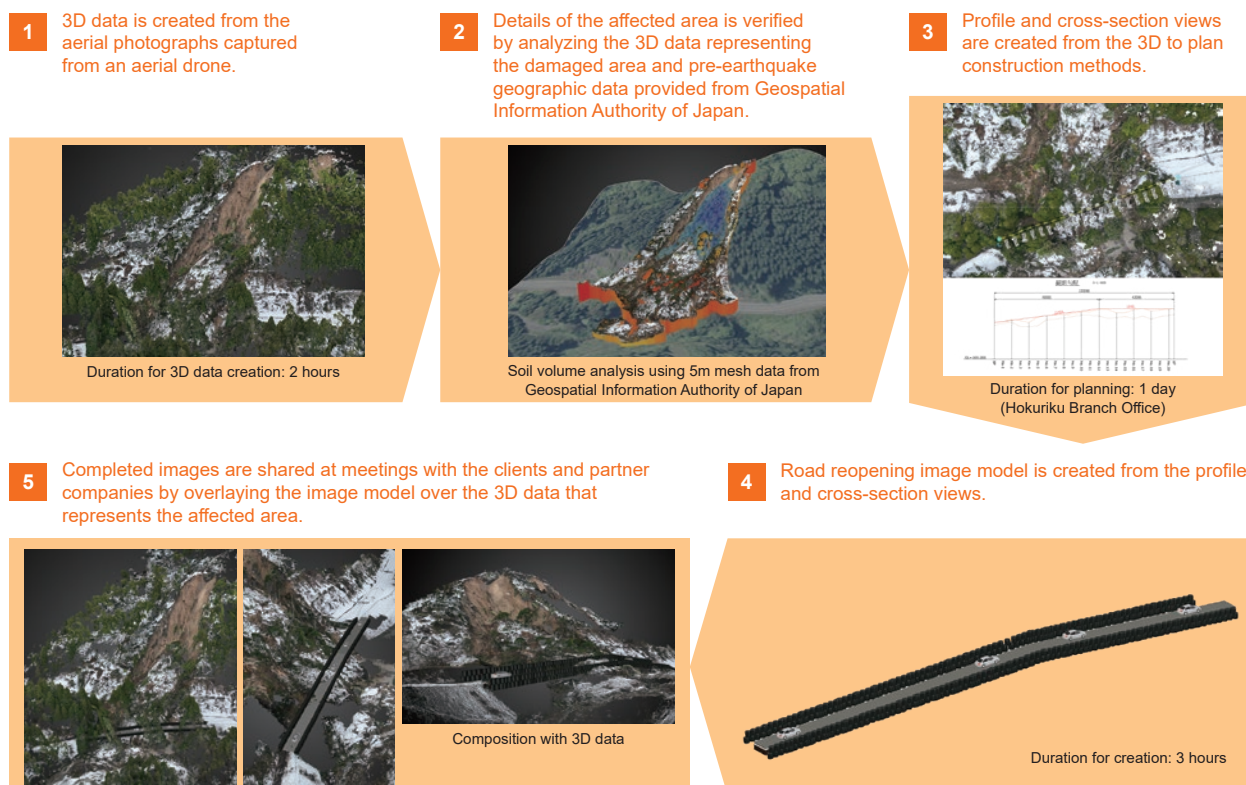 1
3D data is created from the
aerial photographs captured
from an aerial drone.
Duration for 3D data creation: 2 hours
2
Details of the affected area is verified
by analyzing the 3D data representing
the damaged area and pre-earthquake
geographic data provided from Geospatial
Information Authority of Japan.
Soil volume analysis using 5m mesh data from
Geospatial Information Authority of Japan
3
Profile and cross-section views
are created from the 3D to plan
construction methods.
Duration for planning: 1 day
(Hokuriku Branch Office)
4
Road reopening image model is created from the profile
and cross-section views.
Duration for creation: 3 hours
5
Completed images are shared at meetings with the clients and partner
companies by overlaying the image model over the 3D data that
represents the affected area.
Composition with 3D data